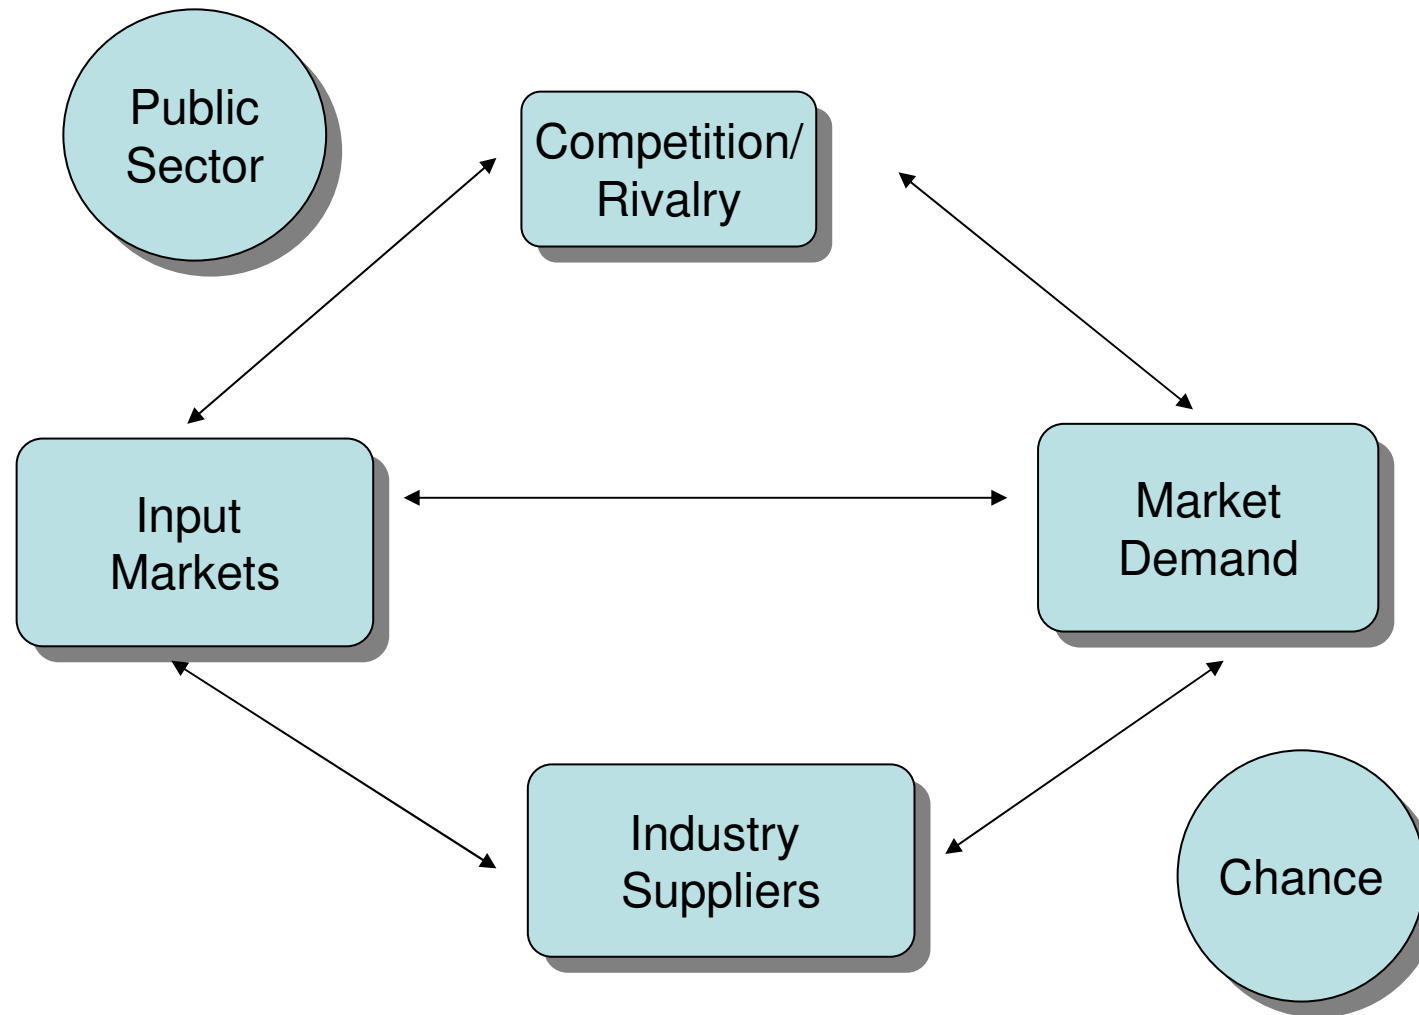 Public
Sector
Competition/
Rivalry
Input
Markets
Market
Demand
Industry
Suppliers
Chance